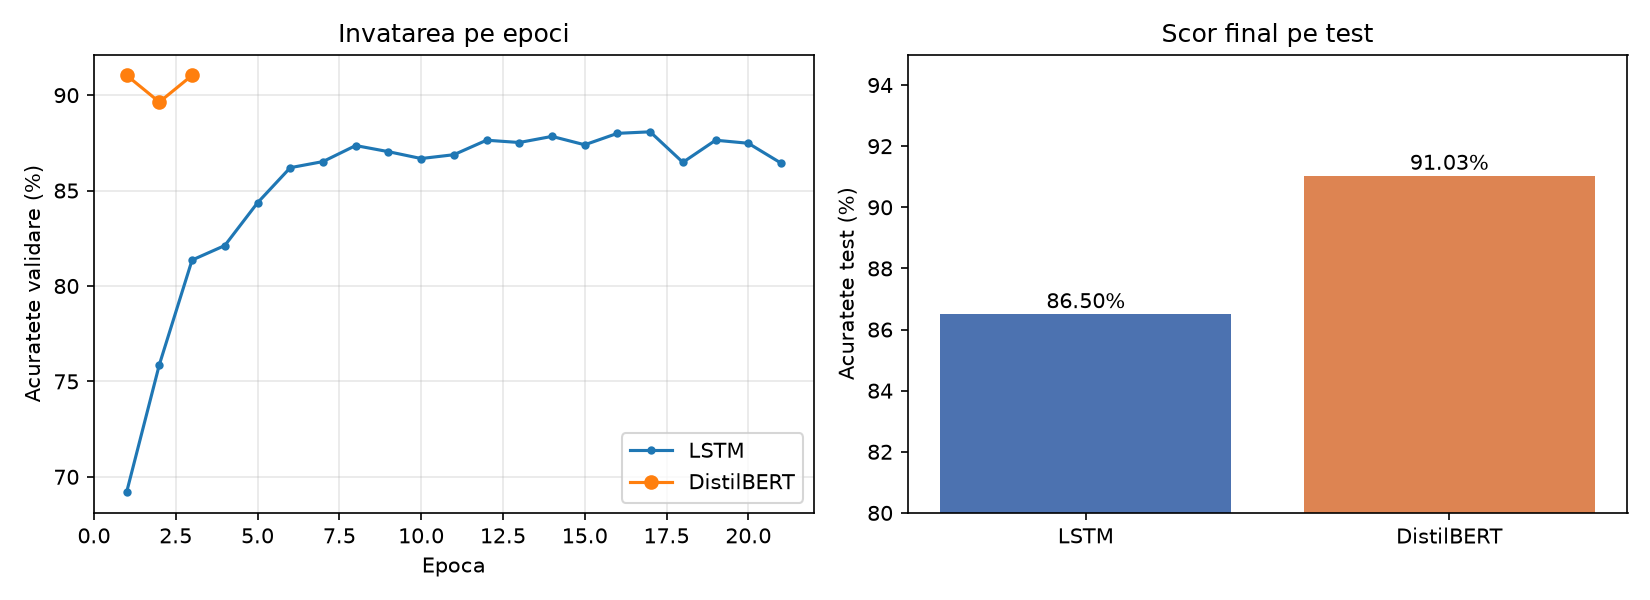 Invatarea pe epoci
Acuratete validare (%)
90
85
80
75
70
0.0 2.5 5.0 7.5 10.0 12.5 15.0 17.5 20.0
Epoca
LSTM
DistilBERT
Scor final pe test
Acuratete test (%)
94
92
90
88
86
84
82
80
86.50%
91.03%
LSTM DistilBERT